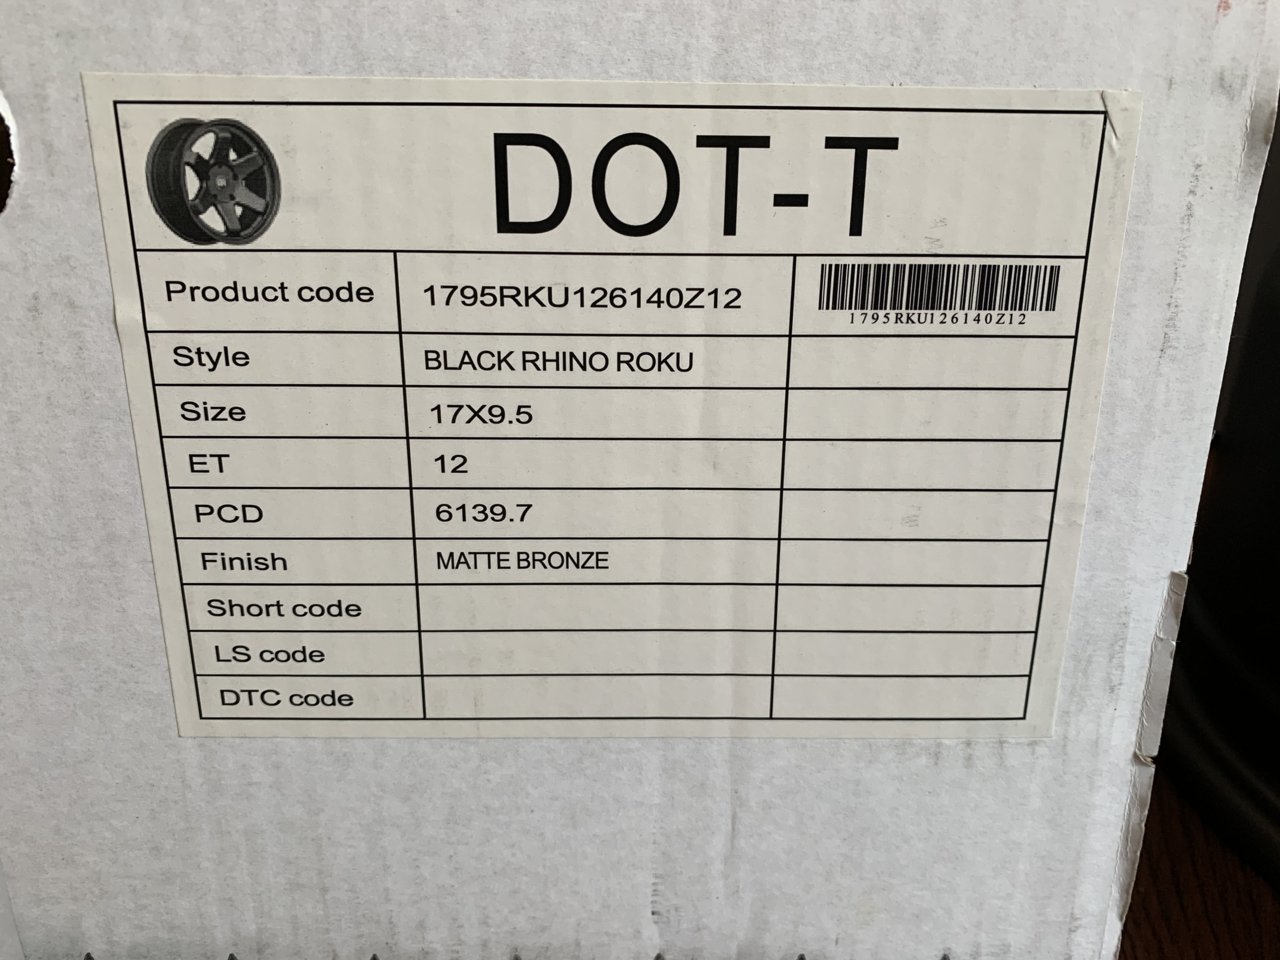 DOT-T
Product code 1795RKU126140Z12
1795RKU126140Z12
Style BLACK RHINO ROKU
Size 17X9.5
ET 12
PCD 6139.7
Finish MATTE BRONZE
Short code
LS code
DTC code